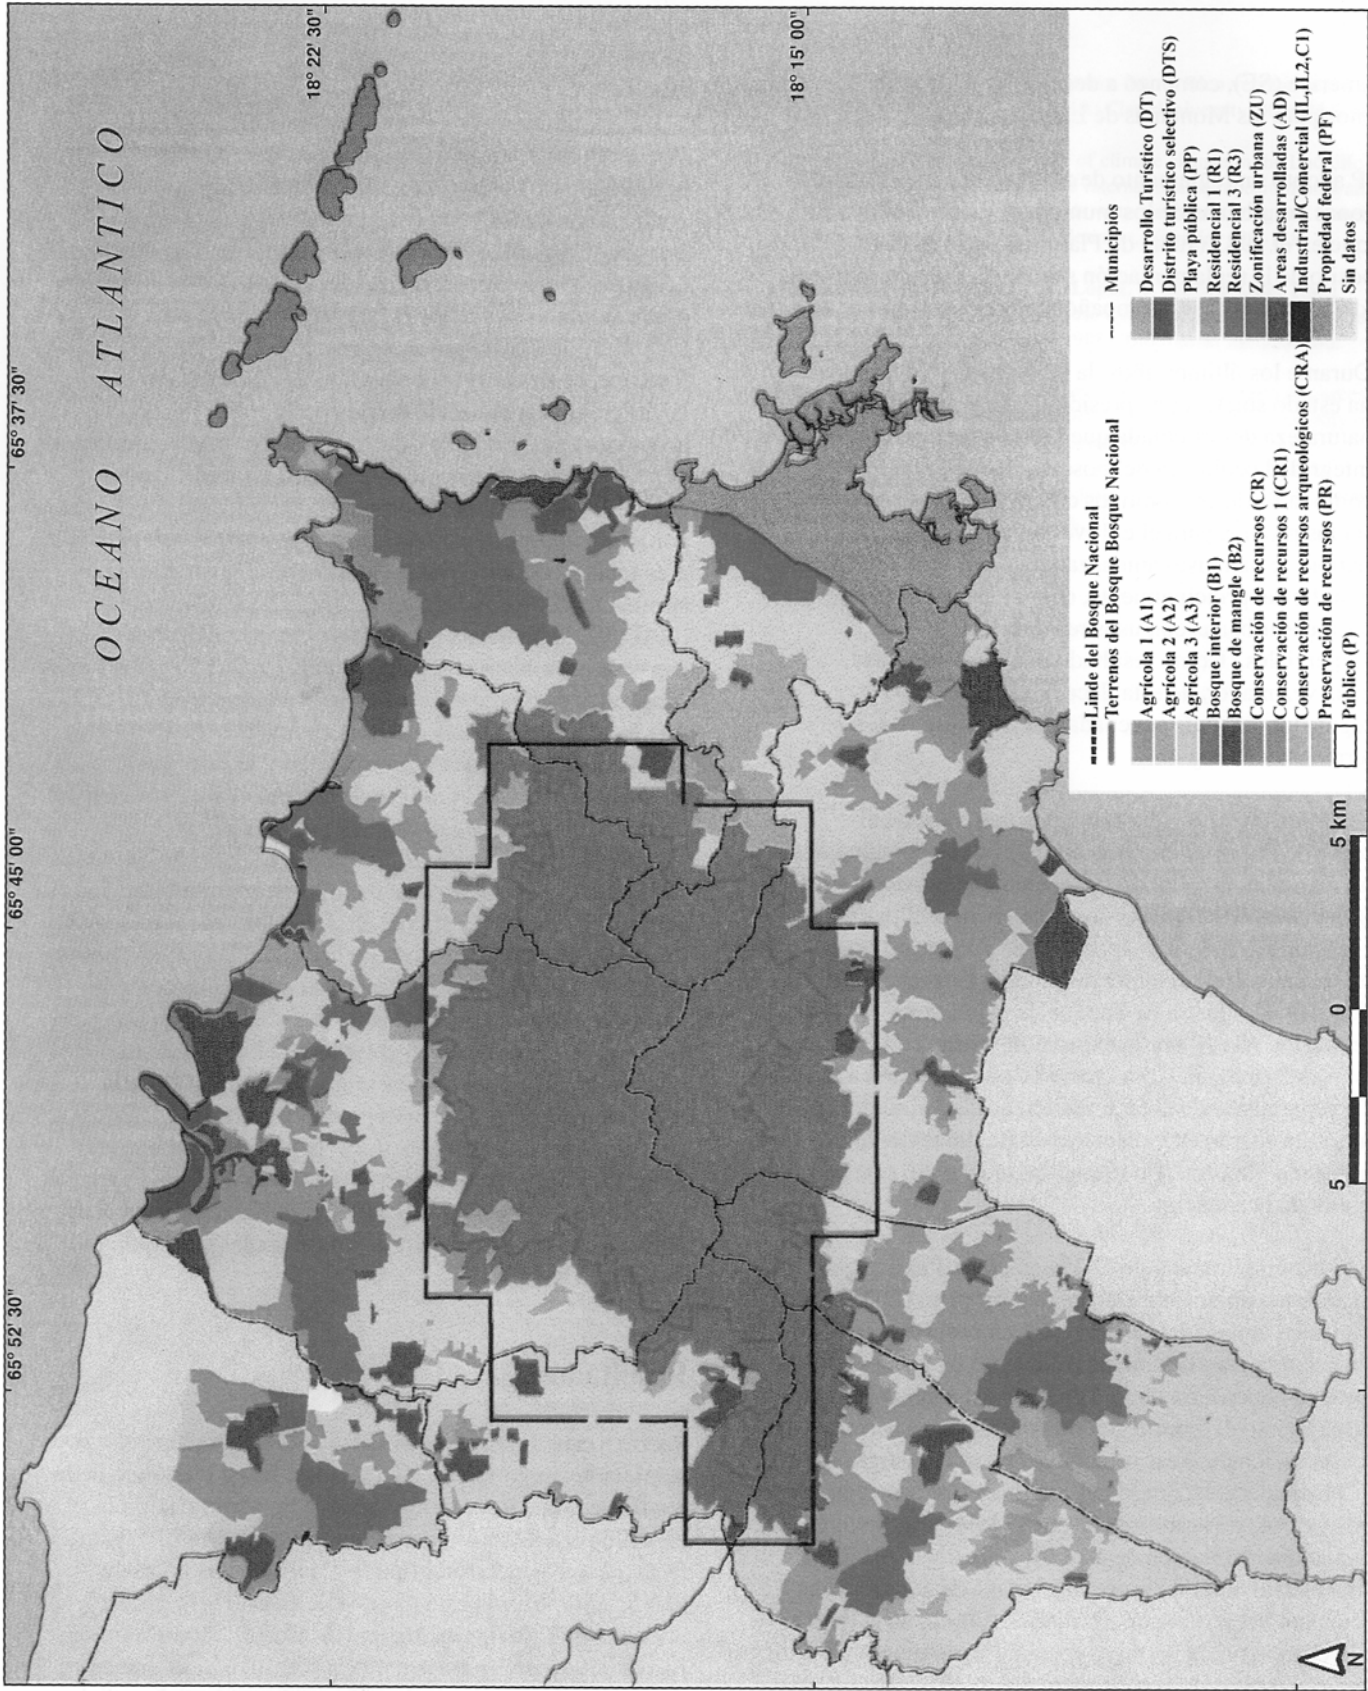 OCEANO ATLANTICO
65° 52' 30"
65° 45' 00"
65° 37' 30"
18° 22' 30"
18° 15' 00"
Linde del Bosque Nacional
Terrenos del Bosque Bosque Nacional
Municipios
Agrícola 1 (A1)
Agrícola 2 (A2)
Agrícola 3 (A3)
Bosque interior (B1)
Bosque de mangle (B2)
Conservación de recursos (CR)
Conservación de recursos 1 (CR1)
Conservación de recursos arqueológicos (CRA)
Preservación de recursos (PR)
Público (P)
Desarrollo Turístico (DT)
Distrito turístico selectivo (DTS)
Playa pública (PP)
Residencial 1 (R1)
Residencial 3 (R3)
Zonificación urbana (ZU)
Areas desarrolladas (AD)
Industrial/Comercial (IL,IL2,C1)
Propiedad federal (PF)
Sin datos
5 0 5 km
N